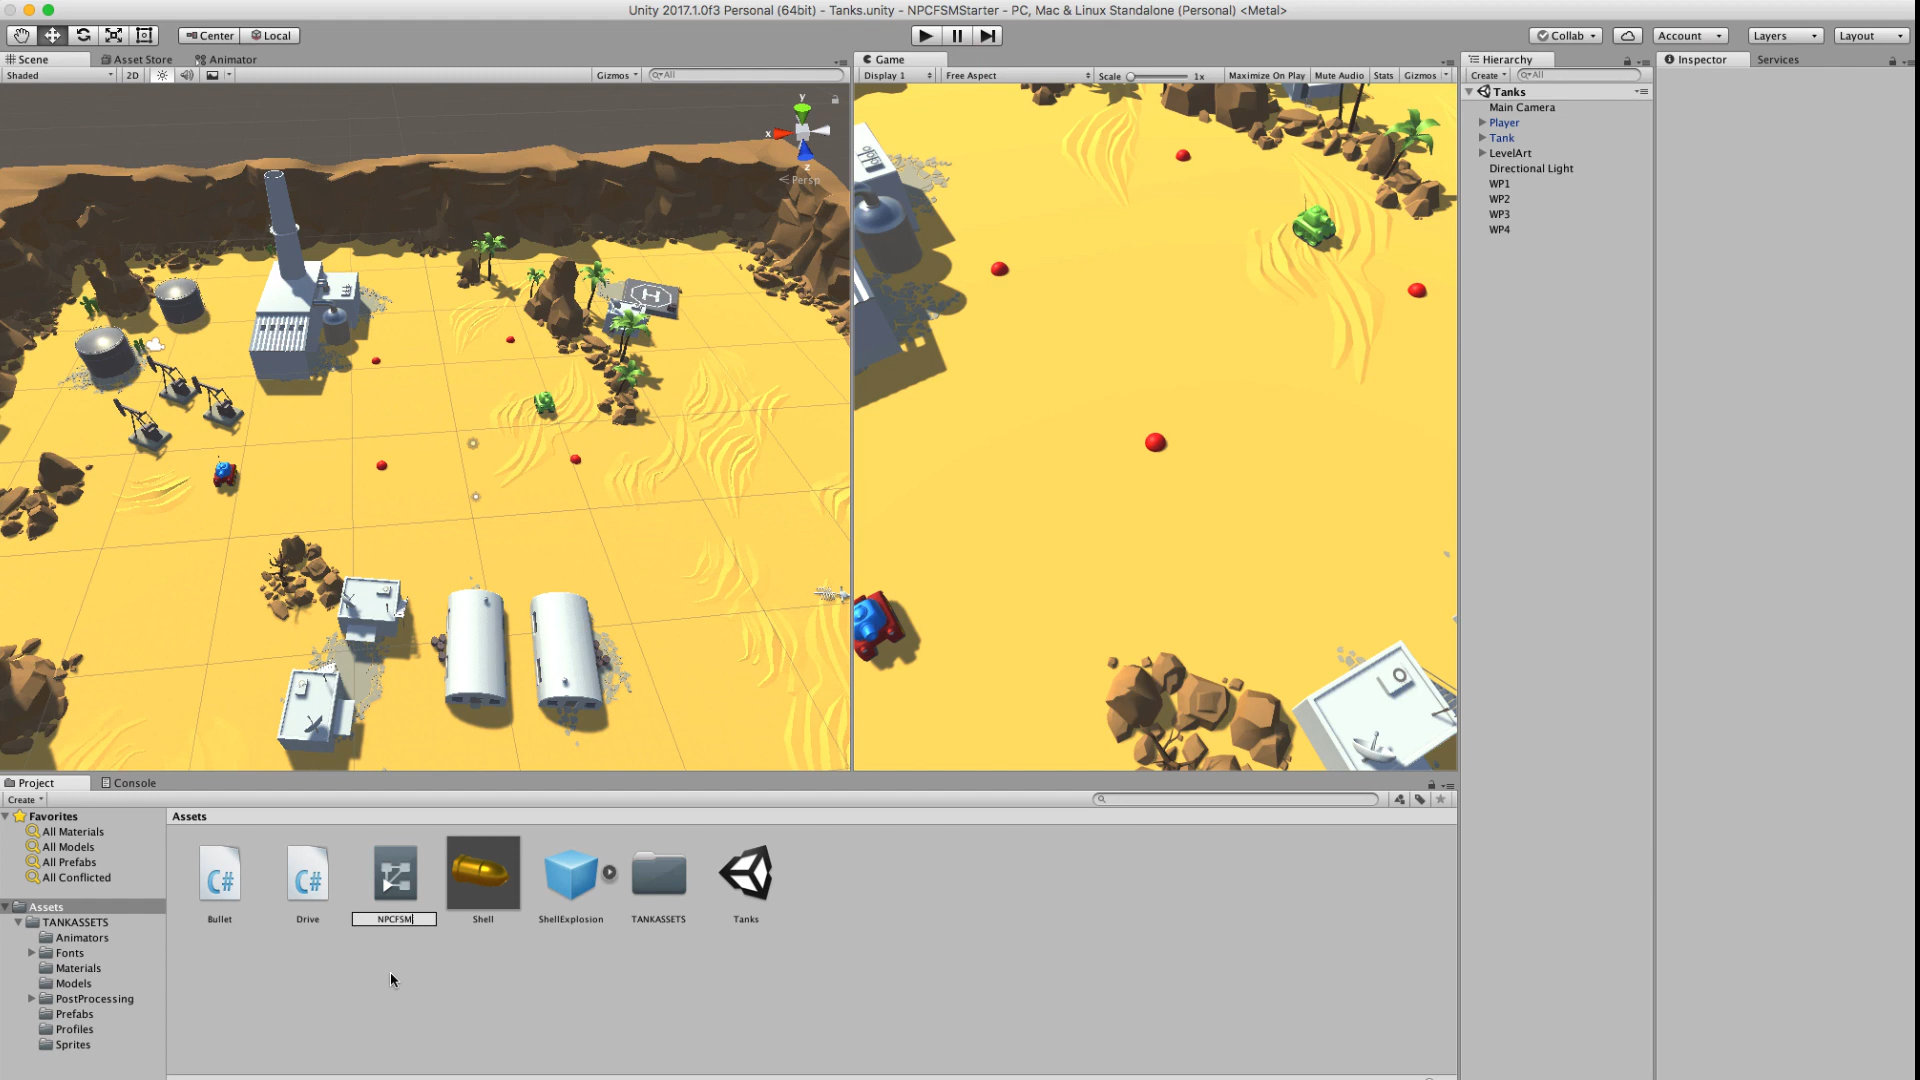 Unity 2017.1.0f3 Personal (64bit) - Tanks.unity - NPCFSMStarter - PC, Mac & Linux Standalone (Personal) <Metal>
Center Local Collab Account Layers Layout
Scene Asset Store Animator
Shaded 2D Gizmos All
y
x
z
Persp
Game
Display 1 Free Aspect Scale 1x Maximize On Play Mute Audio Stats Gizmos
Hierarchy
Create All
Tanks
Main Camera
Player
Tank
LevelArt
Directional Light
WP1
WP2
WP3
WP4
Inspector Services
Project Console
Create
Favorites
All Materials
All Models
All Prefabs
All Conflicted
Assets
TANKASSETS
Animators
Fonts
Materials
Models
PostProcessing
Prefabs
Profiles
Sprites
Assets
C# C#
Bullet Drive NPCFSM Shell ShellExplosion TANKASSETS Tanks